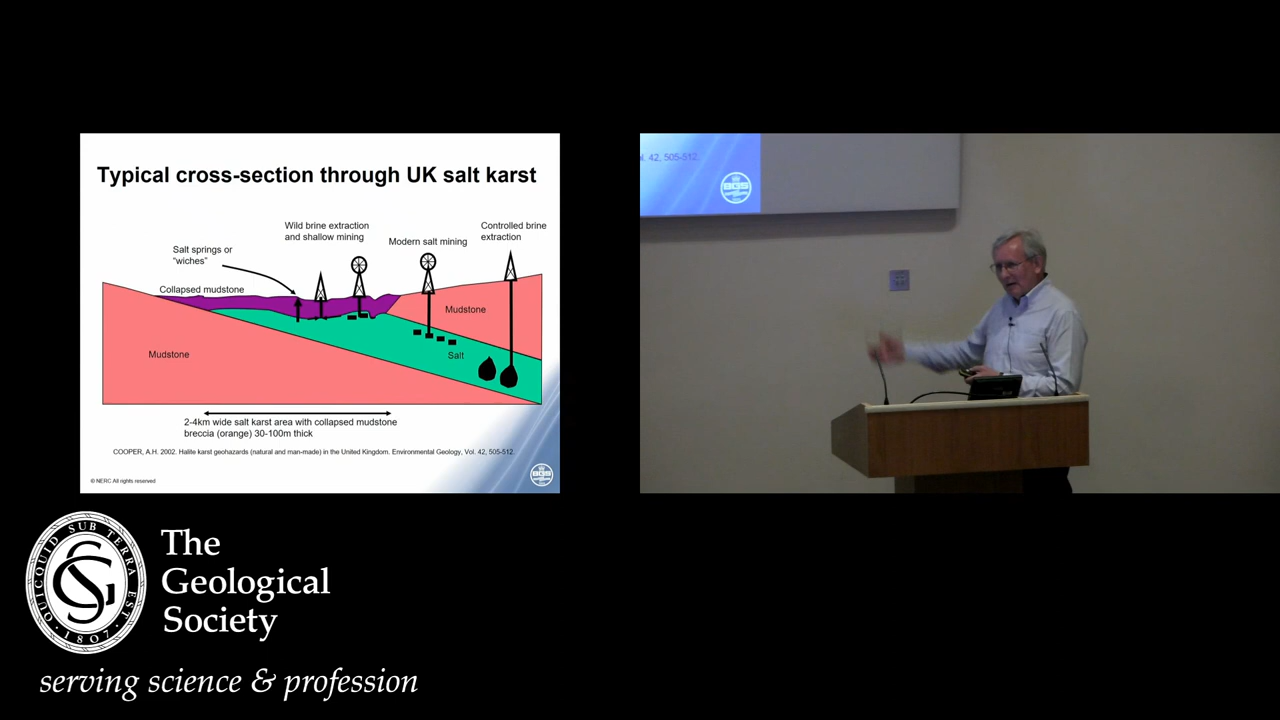 Typical cross-section through UK salt karst
Wild brine extraction
and shallow mining
Controlled brine
extraction
Modern salt mining
Salt springs or
"wiches"
Collapsed mudstone
Mudstone
Mudstone
Salt
2-4km wide salt karst area with collapsed mudstone
breccia (orange) 30-100m thick
COOPER, A.H. 2002. Halite karst geohazards (natural and man-made) in the United Kingdom. Environmental Geology, Vol. 42, 505-512.
© NERC All rights reserved
BGS
l. 42, 505-512.
BGS
QUICQUID SUB TERRA EST
·1807·
GS
The
Geological
Society
serving science & profession